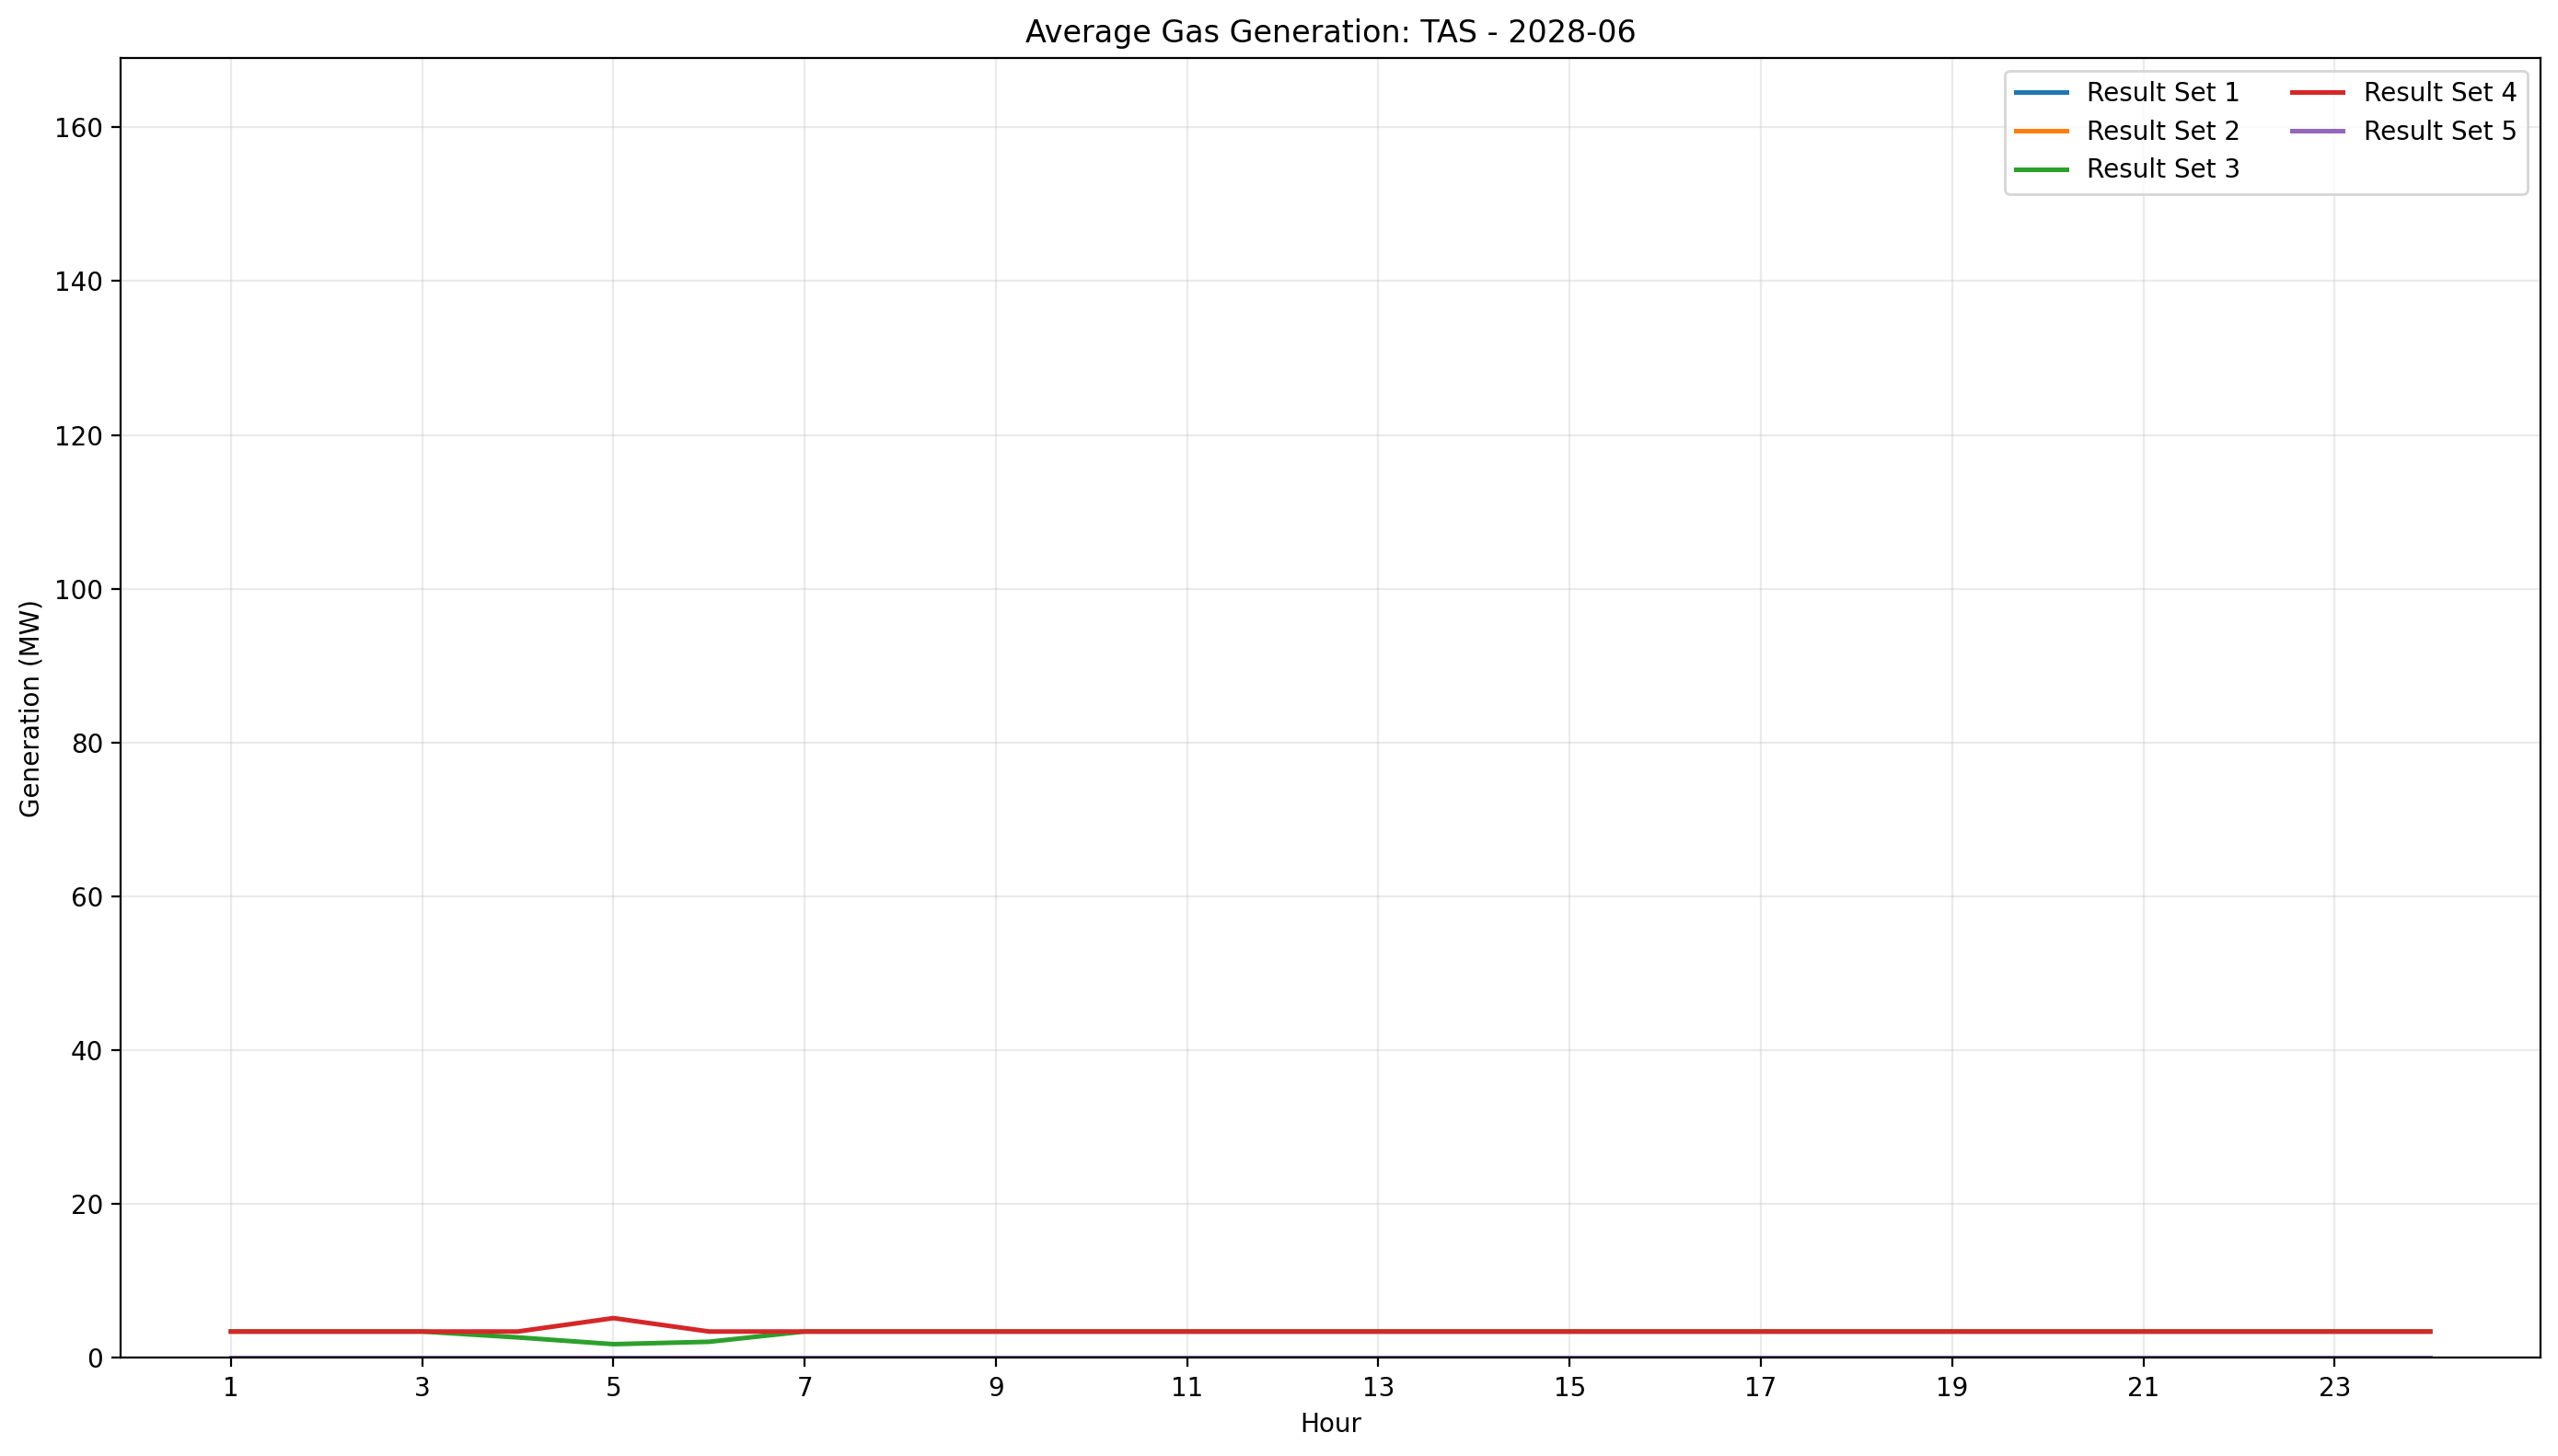 Average Gas Generation: TAS - 2028-06
Result Set 1
Result Set 2
Result Set 3
Result Set 4
Result Set 5
Generation (MW)
160
140
120
100
80
60
40
20
0
1 3 5 7 9 11 13 15 17 19 21 23
Hour